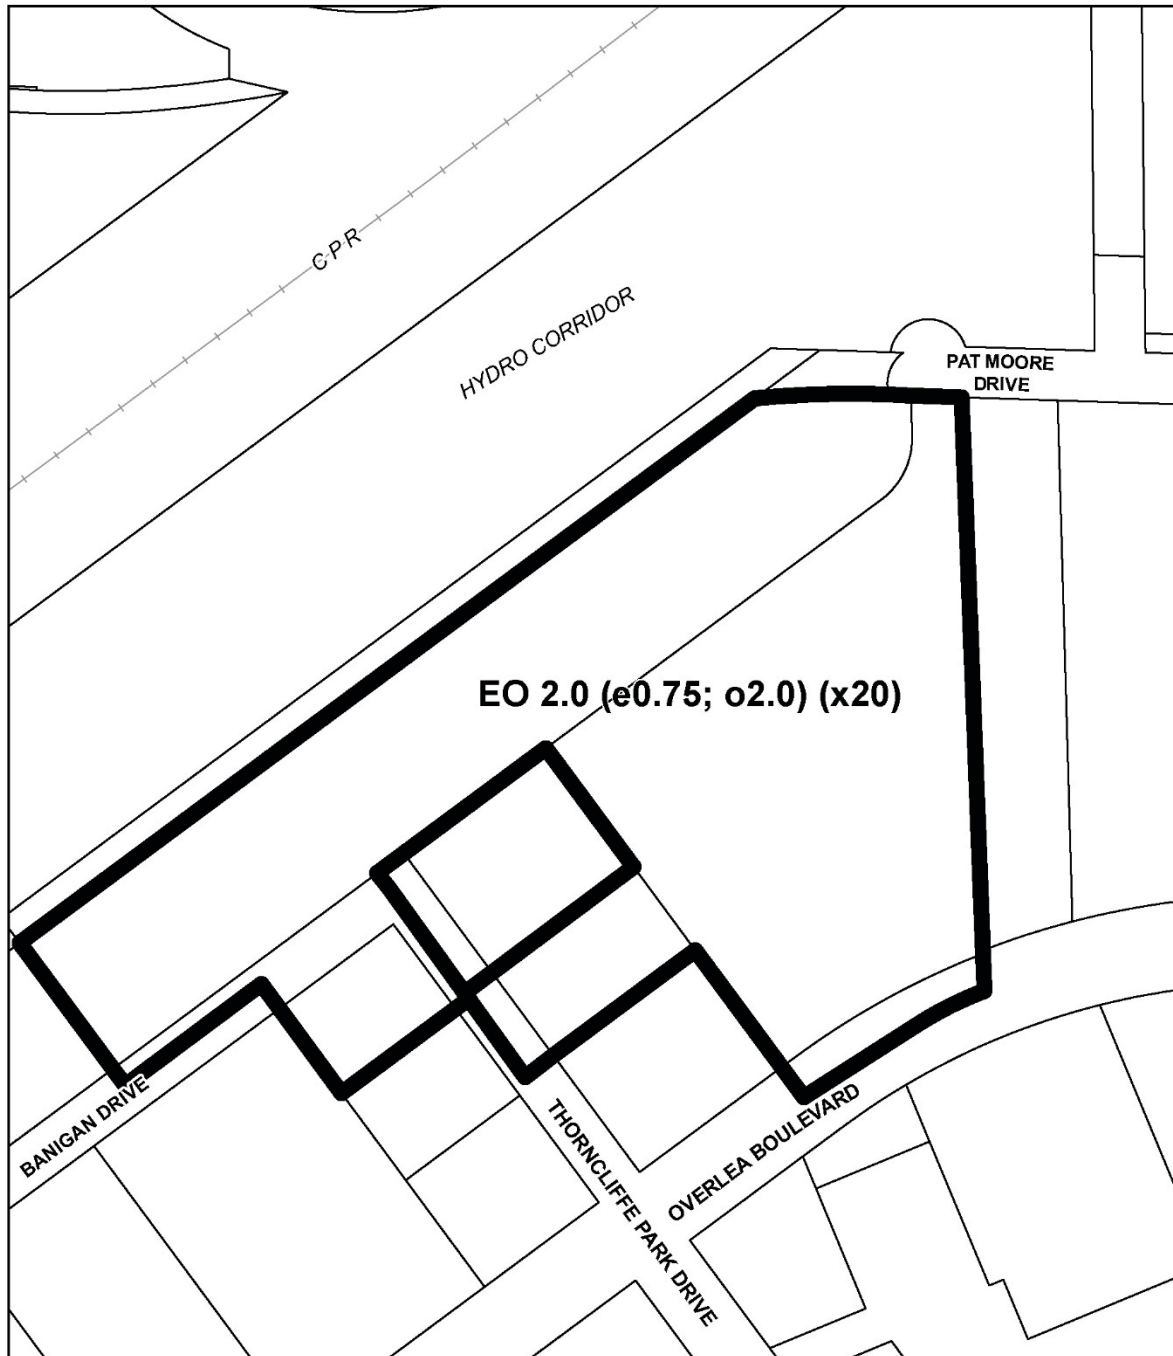 C P R
HYDRO CORRIDOR
PAT MOORE
DRIVE
EO 2.0 (e0.75; o2.0) (x20)
BANIGAN DRIVE
THORNCLIFFE PARK DRIVE
OVERLEA BOULEVARD